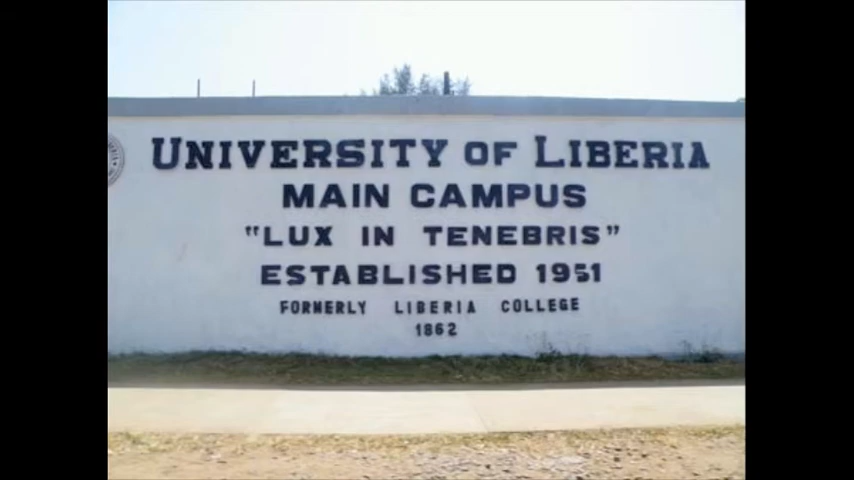 UNIVERSITY OF LIBERIA
MAIN CAMPUS
"LUX IN TENEBRIS"
ESTABLISHED 1951
FORMERLY LIBERIA COLLEGE
1862